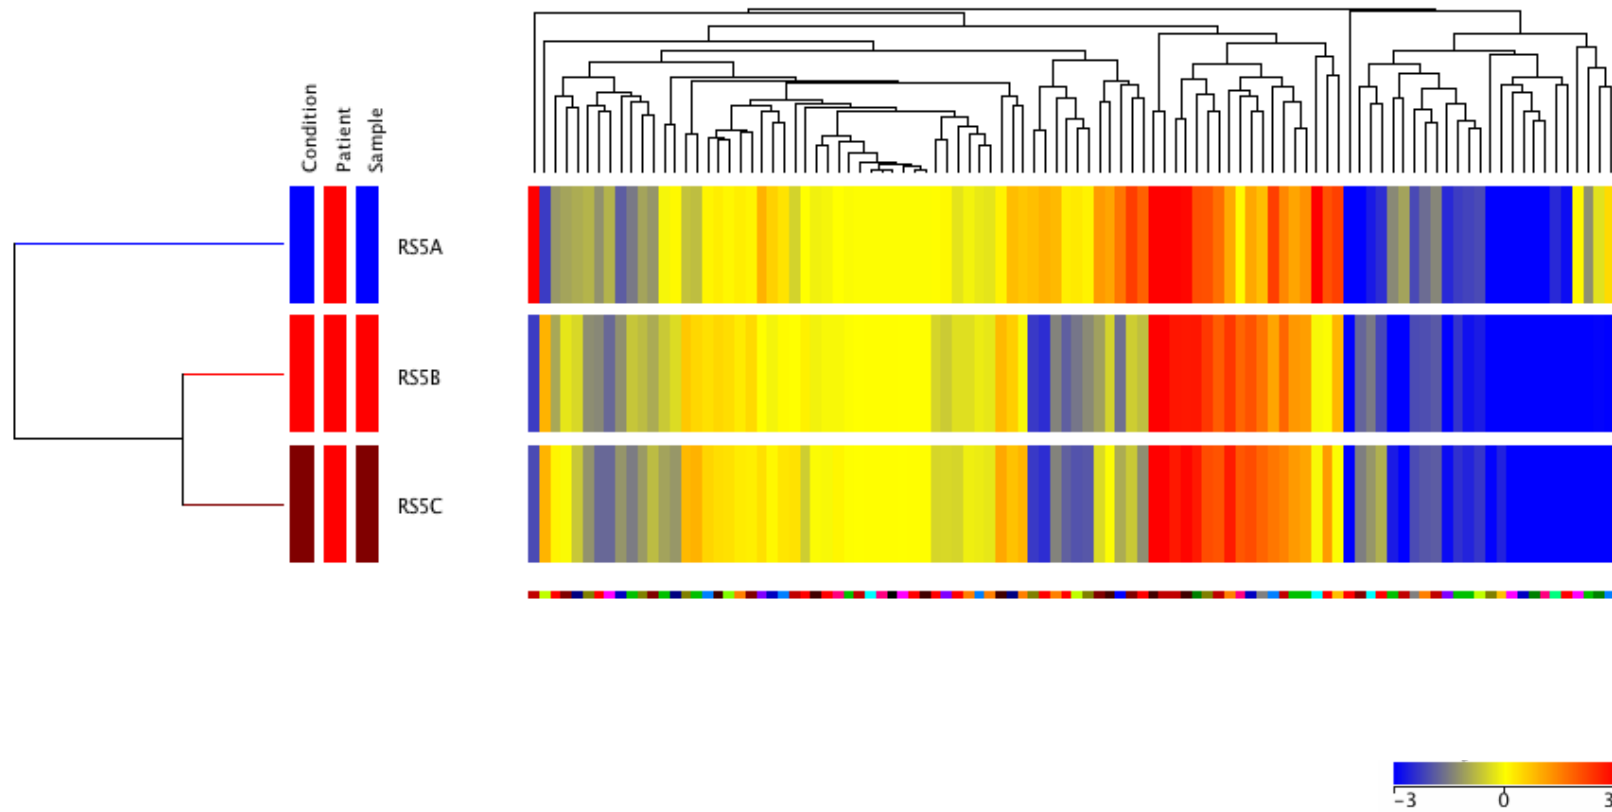 Condition
Patient
Sample
RS5A
RS5B
RS5C
-3 0 3